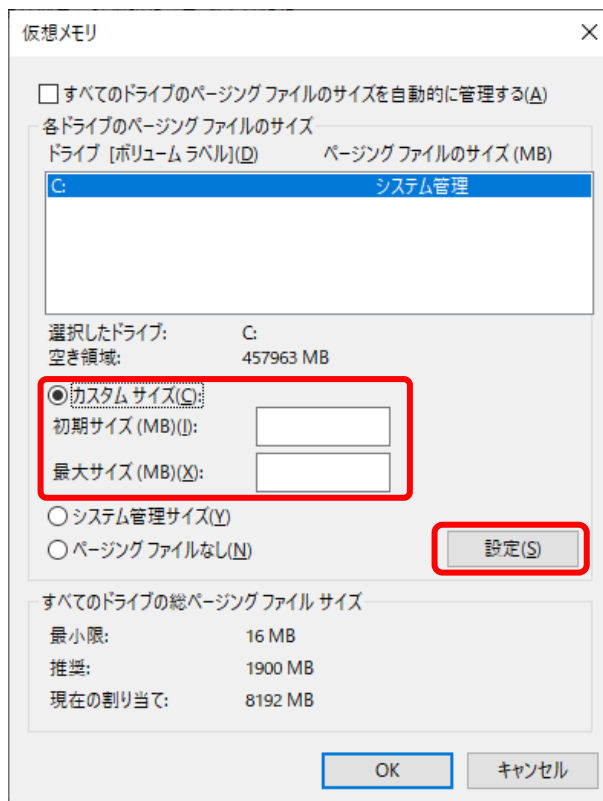 仮想メモリ
すべてのドライブのページング ファイルのサイズを自動的に管理する(A)
各ドライブのページング ファイルのサイズ
ドライブ [ボリューム ラベル](D) ページング ファイルのサイズ (MB)
C: システム管理
選択したドライブ: C:
空き領域: 457963 MB
カスタム サイズ(C):
初期サイズ (MB)(I):
最大サイズ (MB)(X):
システム管理サイズ(Y)
ページング ファイルなし(N) 設定(S)
すべてのドライブの総ページング ファイル サイズ
最小限: 16 MB
推奨: 1900 MB
現在の割り当て: 8192 MB
OK キャンセル